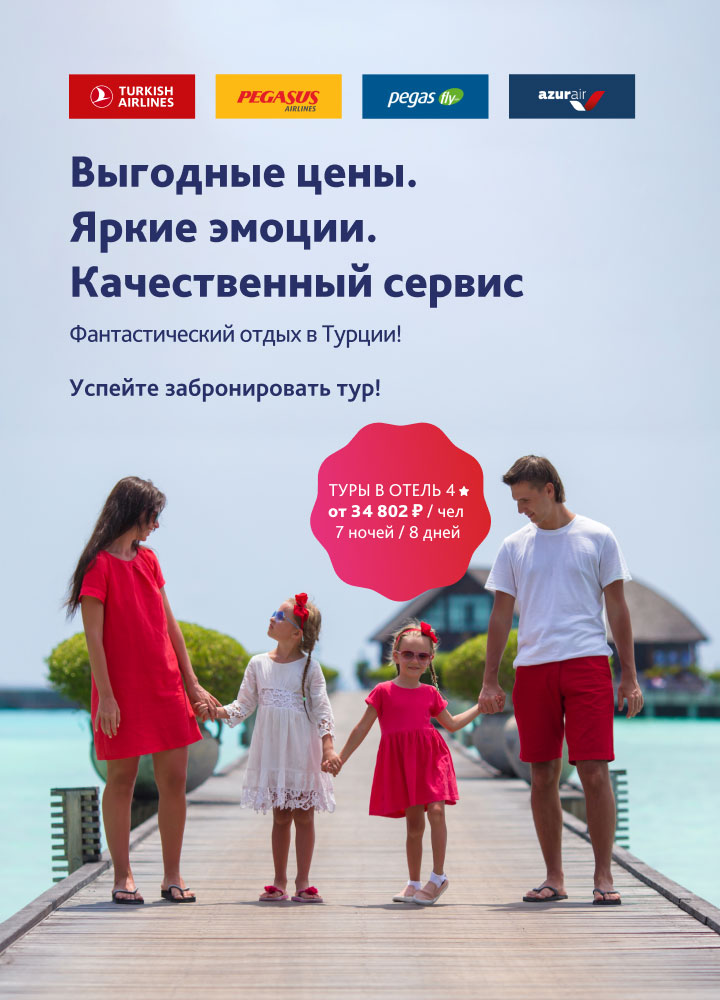 TURKISH
AIRLINES
PEGASUS
AIRLINES
pegas fly
azurair
Выгодные цены.
Яркие эмоции.
Качественный сервис
Фантастический отдых в Турции!
Успейте забронировать тур!
ТУРЫ В ОТЕЛЬ 4★
от 34 802 ₽ / чел
7 ночей / 8 дней